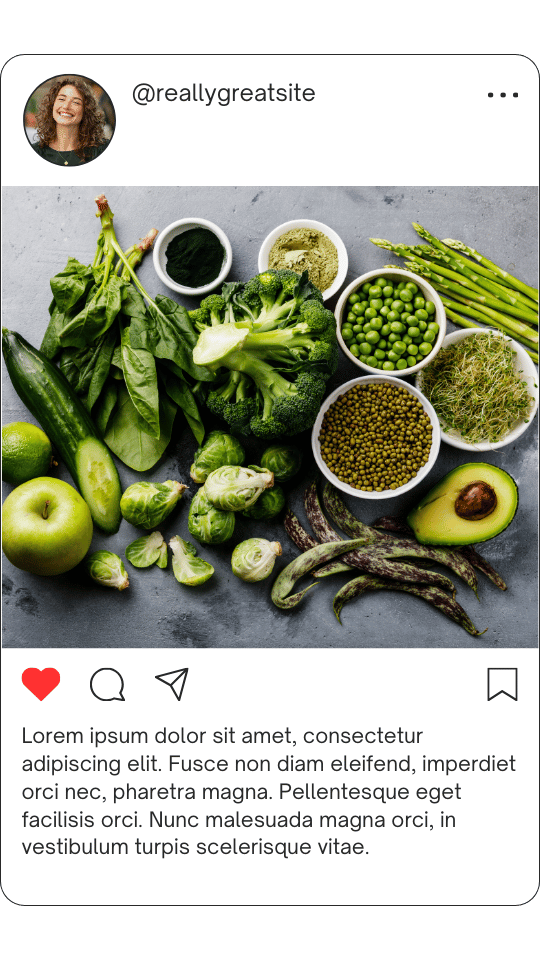 @reallygreatsite
Lorem ipsum dolor sit amet, consectetur
adipiscing elit. Fusce non diam eleifend, imperdiet
orci nec, pharetra magna. Pellentesque eget
facilisis orci. Nunc malesuada magna orci, in
vestibulum turpis scelerisque vitae.